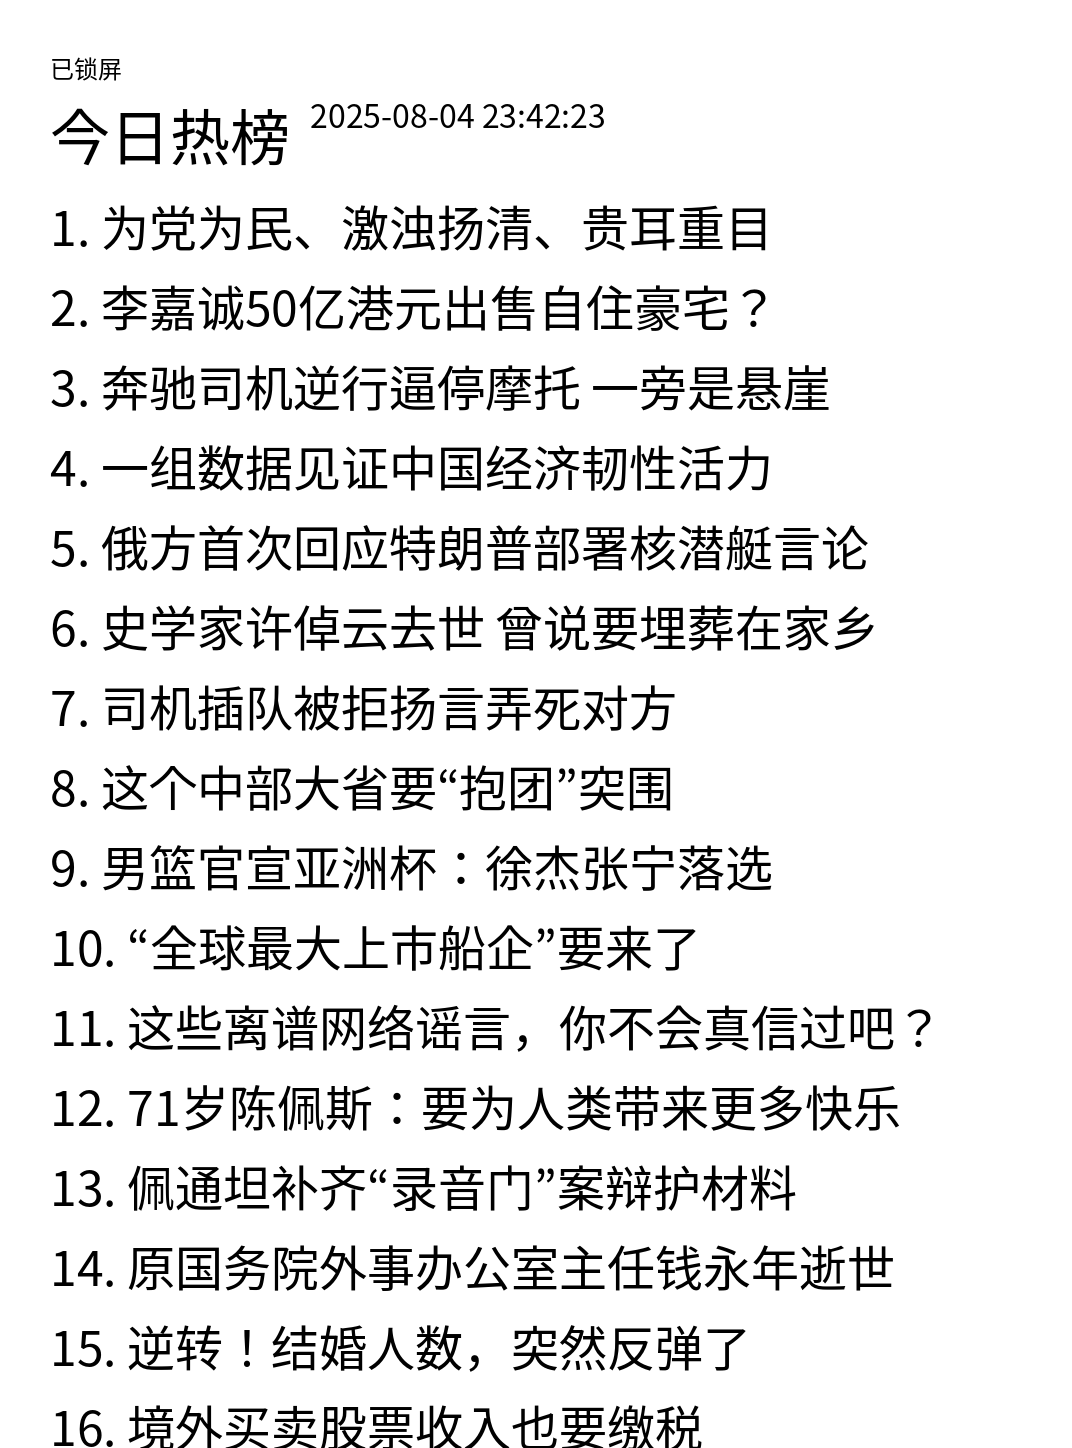 已锁屏
今日热榜 2025-08-04 23:42:23
1. 为党为民、激浊扬清、贵耳重目
2. 李嘉诚50亿港元出售自住豪宅？
3. 奔驰司机逆行逼停摩托 一旁是悬崖
4. 一组数据见证中国经济韧性活力
5. 俄方首次回应特朗普部署核潜艇言论
6. 史学家许倬云去世 曾说要埋葬在家乡
7. 司机插队被拒扬言弄死对方
8. 这个中部大省要“抱团”突围
9. 男篮官宣亚洲杯：徐杰张宁落选
10. “全球最大上市船企”要来了
11. 这些离谱网络谣言，你不会真信过吧？
12. 71岁陈佩斯：要为人类带来更多快乐
13. 佩通坦补齐“录音门”案辩护材料
14. 原国务院外事办公室主任钱永年逝世
15. 逆转！结婚人数，突然反弹了
16. 境外买卖股票收入也要缴税